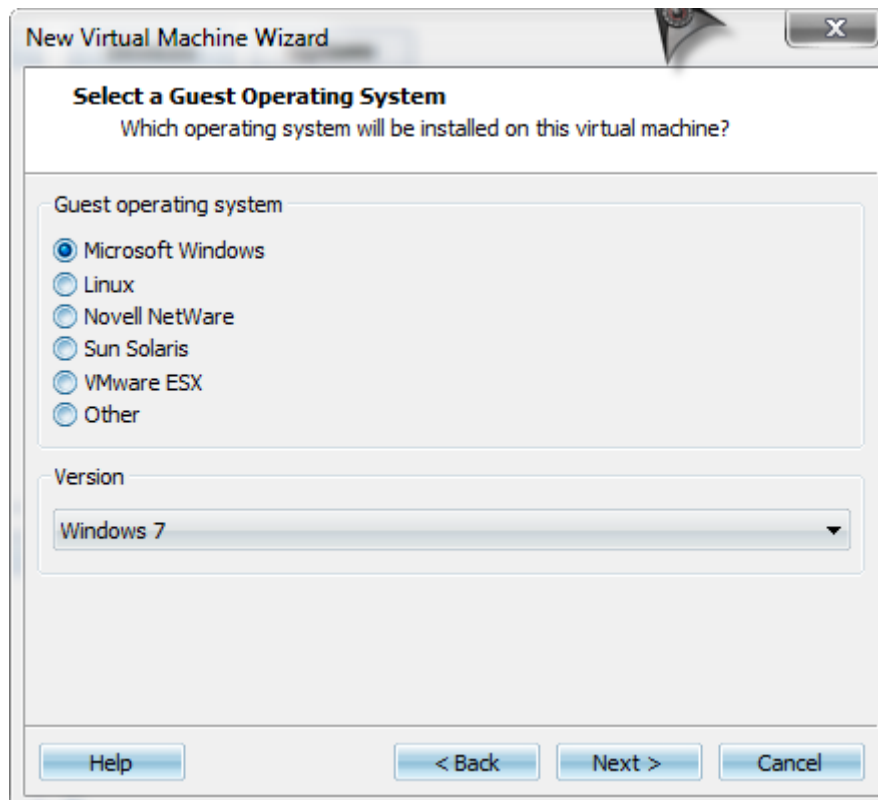 New Virtual Machine Wizard
Select a Guest Operating System
Which operating system will be installed on this virtual machine?
Guest operating system
Microsoft Windows
Linux
Novell NetWare
Sun Solaris
VMware ESX
Other
Version
Windows 7
Help
< Back
Next >
Cancel